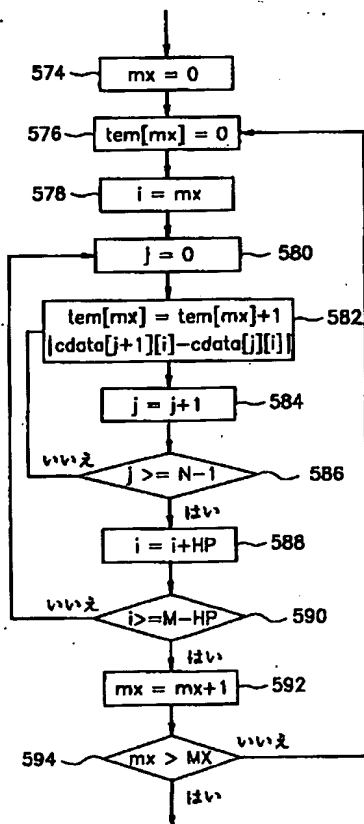 574
mx = 0
576
tem[mx] = 0
578
i = mx
j = 0
580
tem[mx] = tem[mx]+1
|cdata[j+1][i]-cdata[j][i]|
582
j = j+1
584
いいえ
j >= N-1
586
はい
i = i+HP
588
いいえ
i>=M-HP
590
はい
mx = mx+1
592
594
mx > MX
いいえ
はい